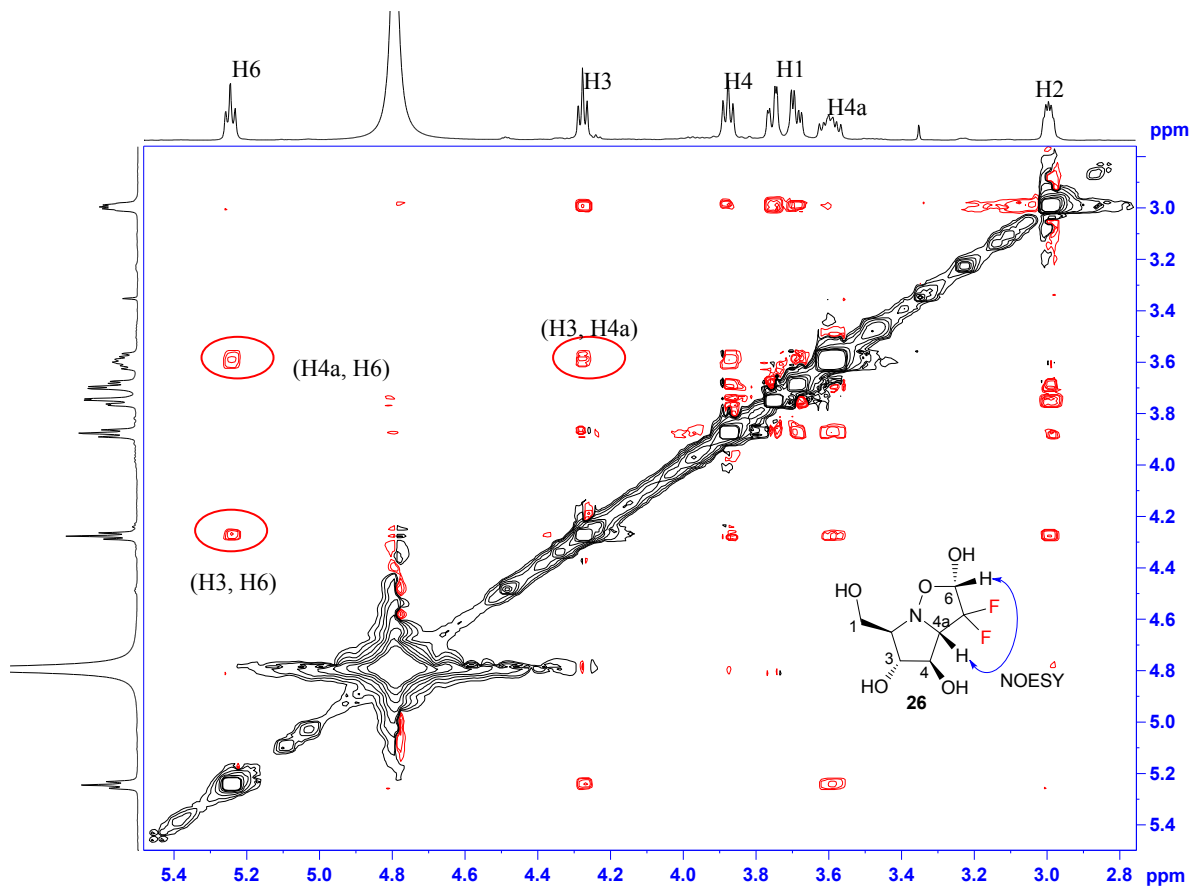 H6
H3
H4
H1
H4a
H2
ppm
3.0
3.2
3.4
(H3, H4a)
3.6
(H4a, H6)
3.8
4.0
4.2
(H3, H6)
4.4
OH
O
6
H
HO
4.6
F
N
4a
1
F
H
3
4
4.8
HO
OH
NOESY
26
5.0
5.2
5.4
5.4 5.2 5.0 4.8 4.6 4.4 4.2 4.0 3.8 3.6 3.4 3.2 3.0 2.8 ppm